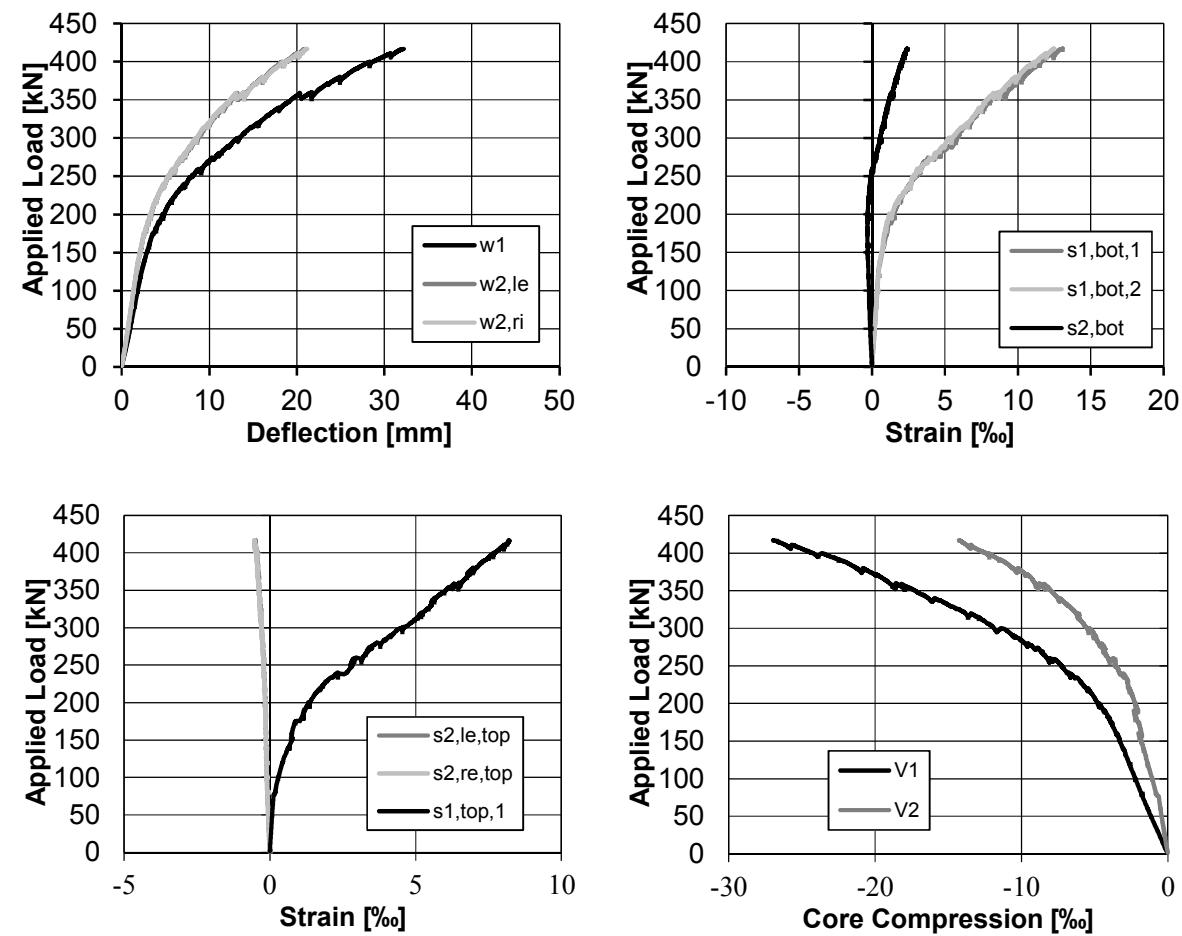 450
400
350
300
250
200
150
100
50
0
Applied Load [kN]
w1
w2,le
w2,ri
0 10 20 30 40 50
Deflection [mm]
450
400
350
300
250
200
150
100
50
0
Applied Load [kN]
s1,bot,1
s1,bot,2
s2,bot
-10 -5 0 5 10 15 20
Strain [‰]
450
400
350
300
250
200
150
100
50
0
Applied Load [kN]
s2,le,top
s2,re,top
s1,top,1
-5 0 5 10
Strain [‰]
450
400
350
300
250
200
150
100
50
0
Applied Load [kN]
V1
V2
-30 -20 -10 0
Core Compression [‰]